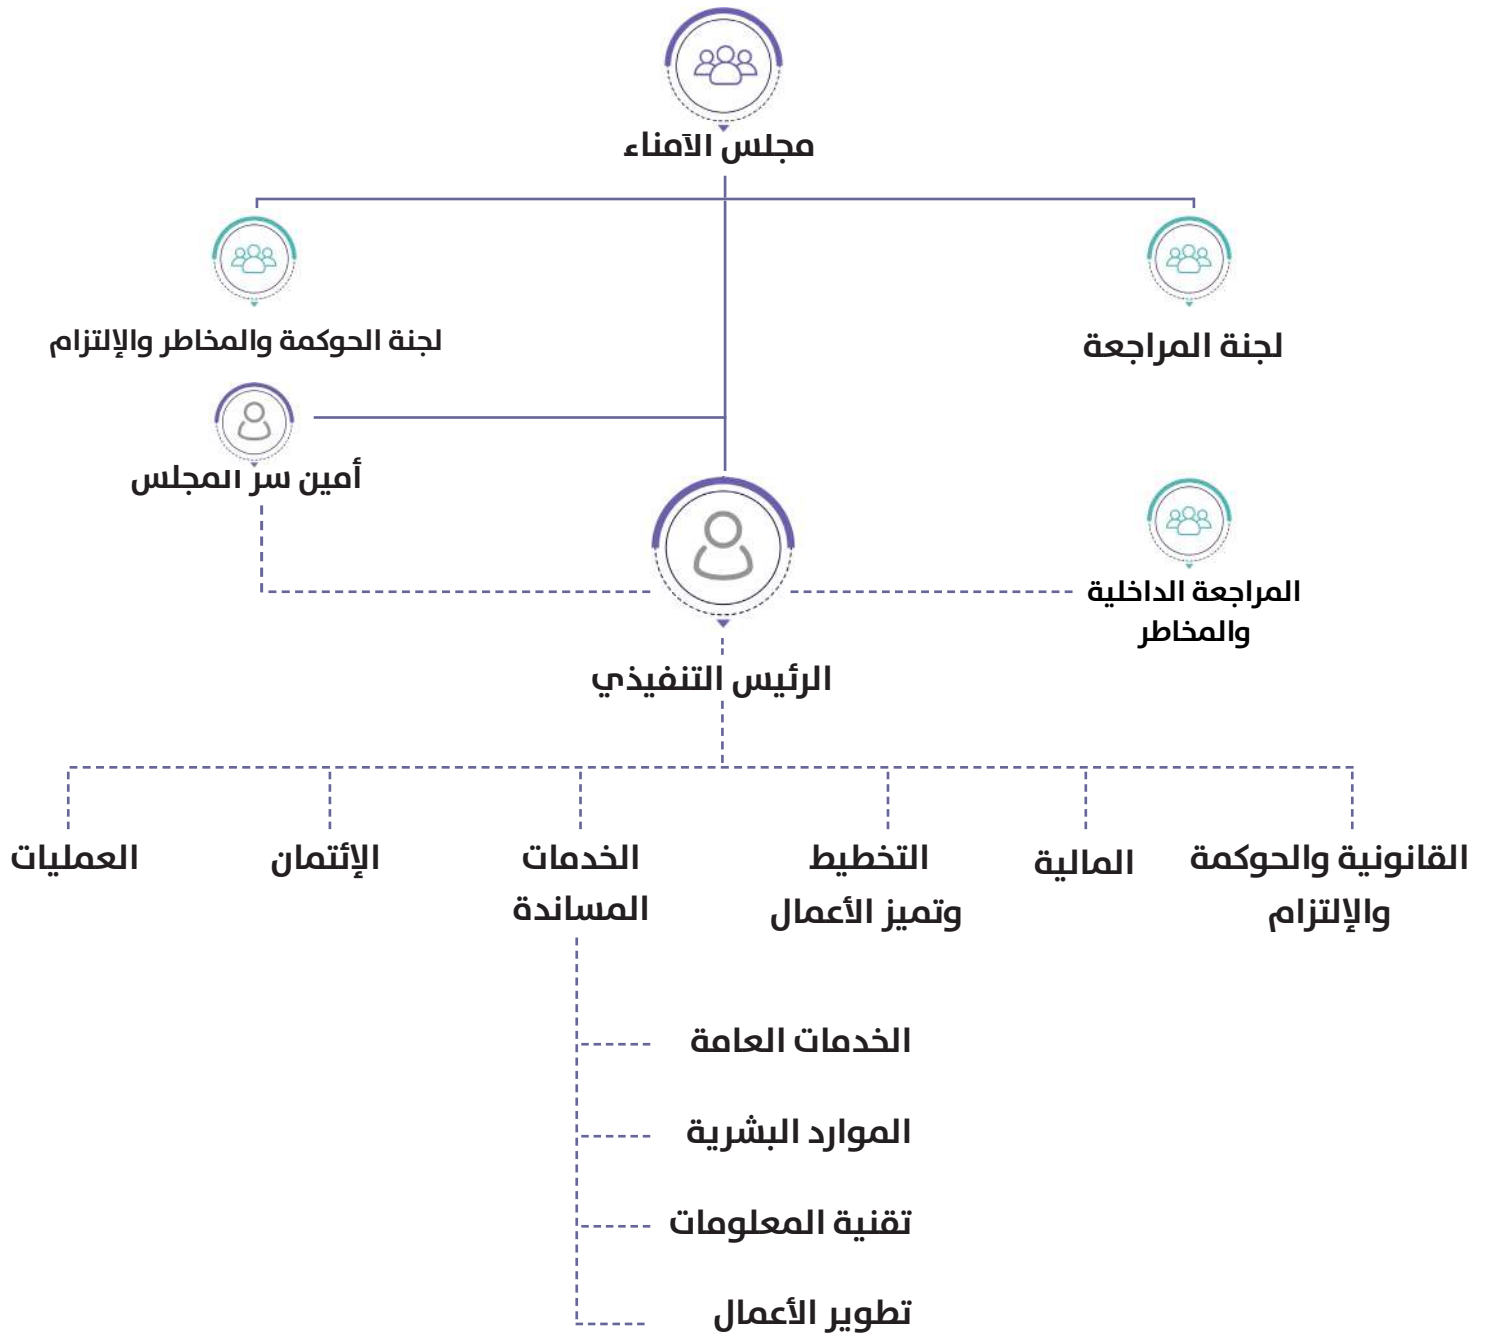 مجلس الآمناء
لجنة المراجعة
لجنة الحوكمة والمخاطر والإلتزام
أمين سر المجلس
المراجعة الداخلية
والمخاطر
الرئيس التنفيذي
القانونية والحوكمة
والإلتزام
المالية
التخطيط
وتميز الأعمال
الخدمات
المساندة
الإئتمان
العمليات
الخدمات العامة
الموارد البشرية
تقنية المعلومات
تطوير الأعمال